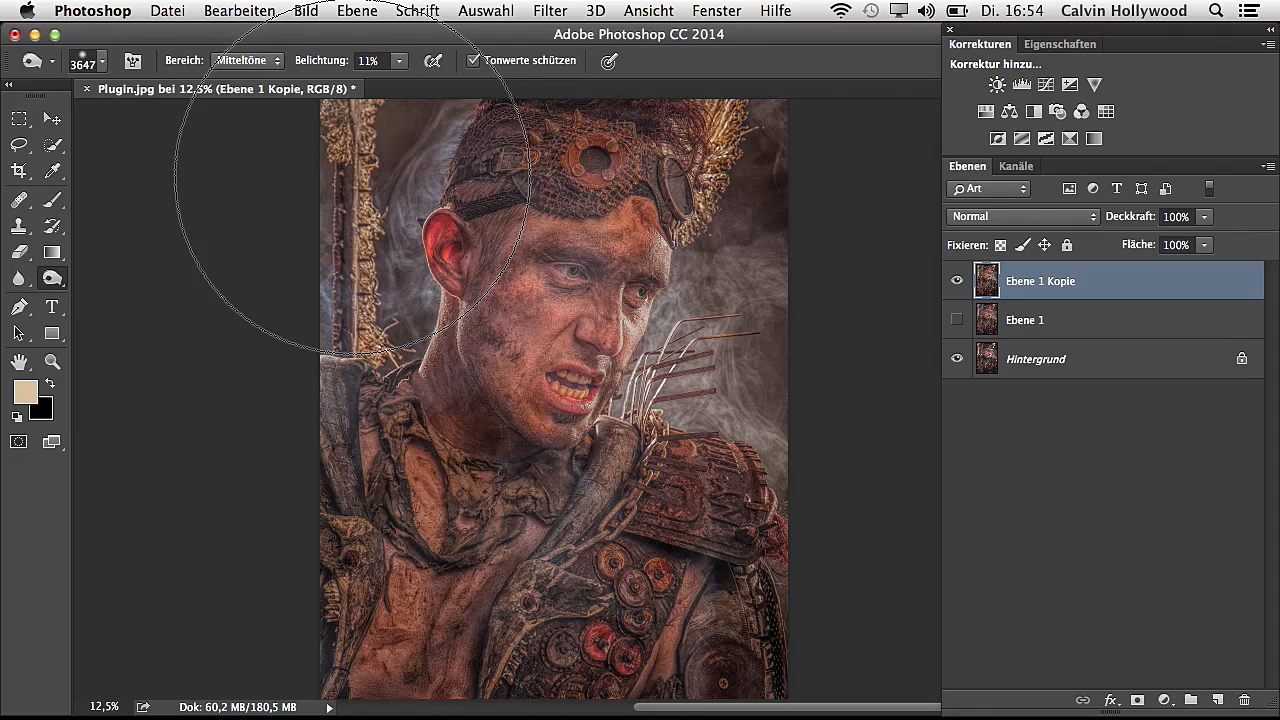 Photoshop Datei Bearbeiten Bild Ebene Schrift Auswahl Filter 3D Ansicht Fenster Hilfe Di. 16:54 Calvin Hollywood
Adobe Photoshop CC 2014
3647 Bereich: Mitteltöne Belichtung: 11% Tonwerte schützen
Plugin.jpg bei 12,5% (Ebene 1 Kopie, RGB/8) *
Korrekturen Eigenschaften
Korrektur hinzu...
Ebenen Kanäle
Art
Normal Deckkraft: 100%
Fixieren: Fläche: 100%
Ebene 1 Kopie
Ebene 1
Hintergrund
12,5% Dok: 60,2 MB/180,5 MB